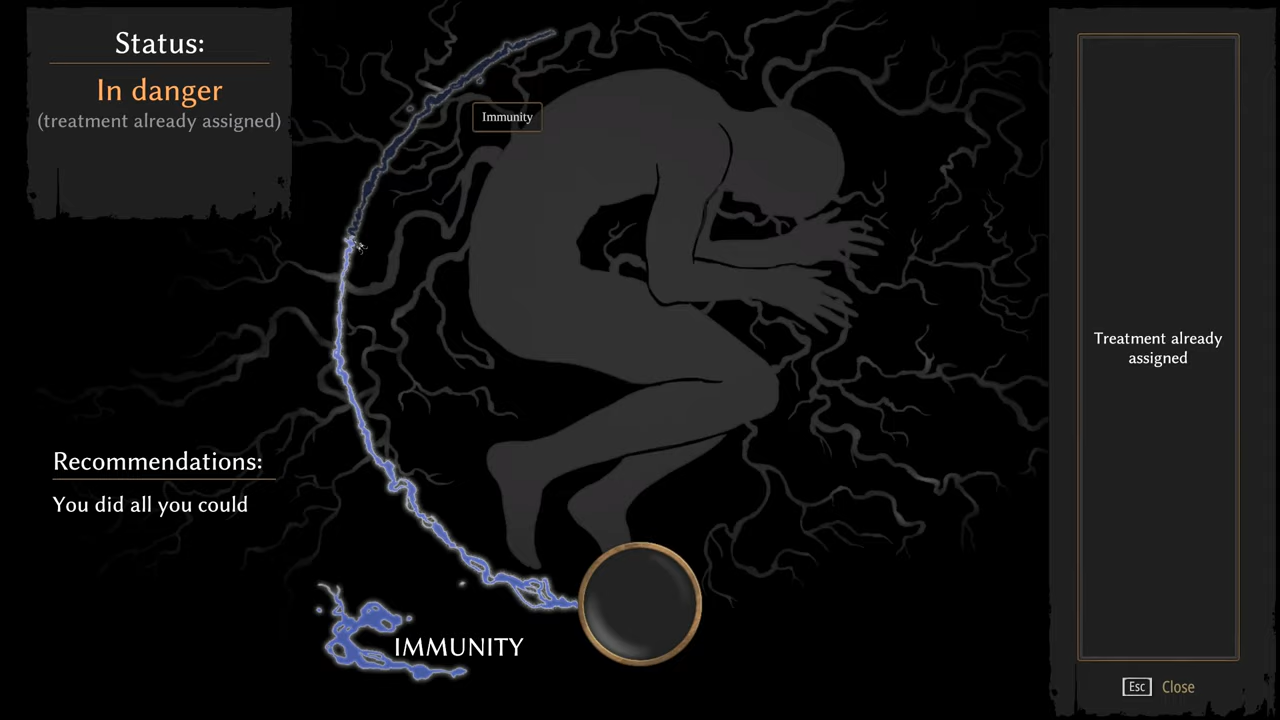 Status:
In danger
(treatment already assigned)
Immunity
Treatment already
assigned
Recommendations:
You did all you could
IMMUNITY
Esc Close